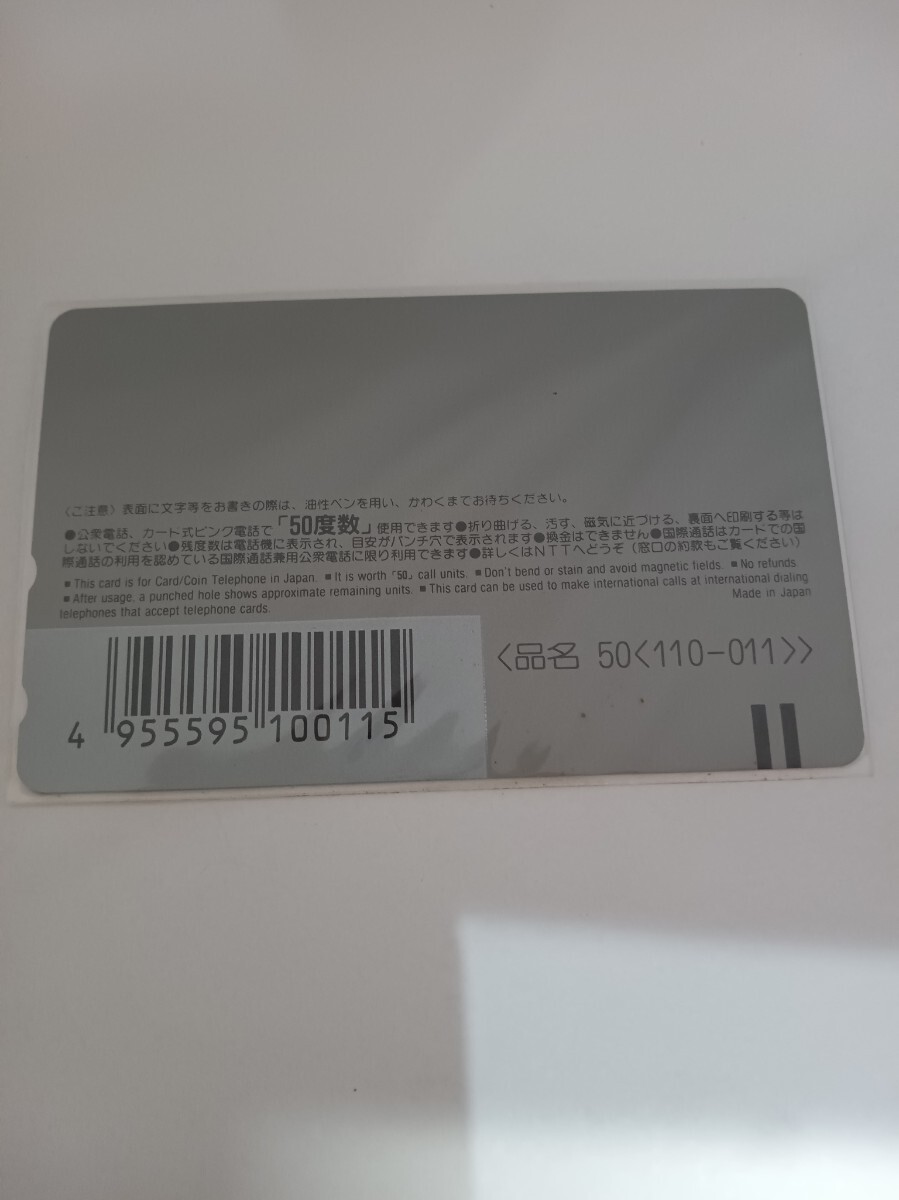 〈ご注意〉表面に文字等をお書きの際は、油性ペンを用い、かわくまでお待ちください。
●公衆電話、カード式ピンク電話で「50度数」使用できます●折り曲げる、汚す、磁気に近づける、裏面へ印刷する等は
しないでください●残度数は電話機に表示され、目安がパンチ穴で表示されます●換金はできません●国際通話はカードでの国
際通話の利用を認めている国際通話兼用公衆電話に限り利用できます●詳しくはNTTへどうぞ（窓口の約款もご覧ください）
■This card is for Card/Coin Telephone in Japan. ■It is worth「50」call units. ■Don't bend or stain and avoid magnetic fields. ■No refunds.
■After usage, a punched hole shows approximate remaining units. ■This card can be used to make international calls at international dialing
telephones that accept telephone cards.
Made in Japan
〈品名 50〈110-011〉〉
4 955595 100115